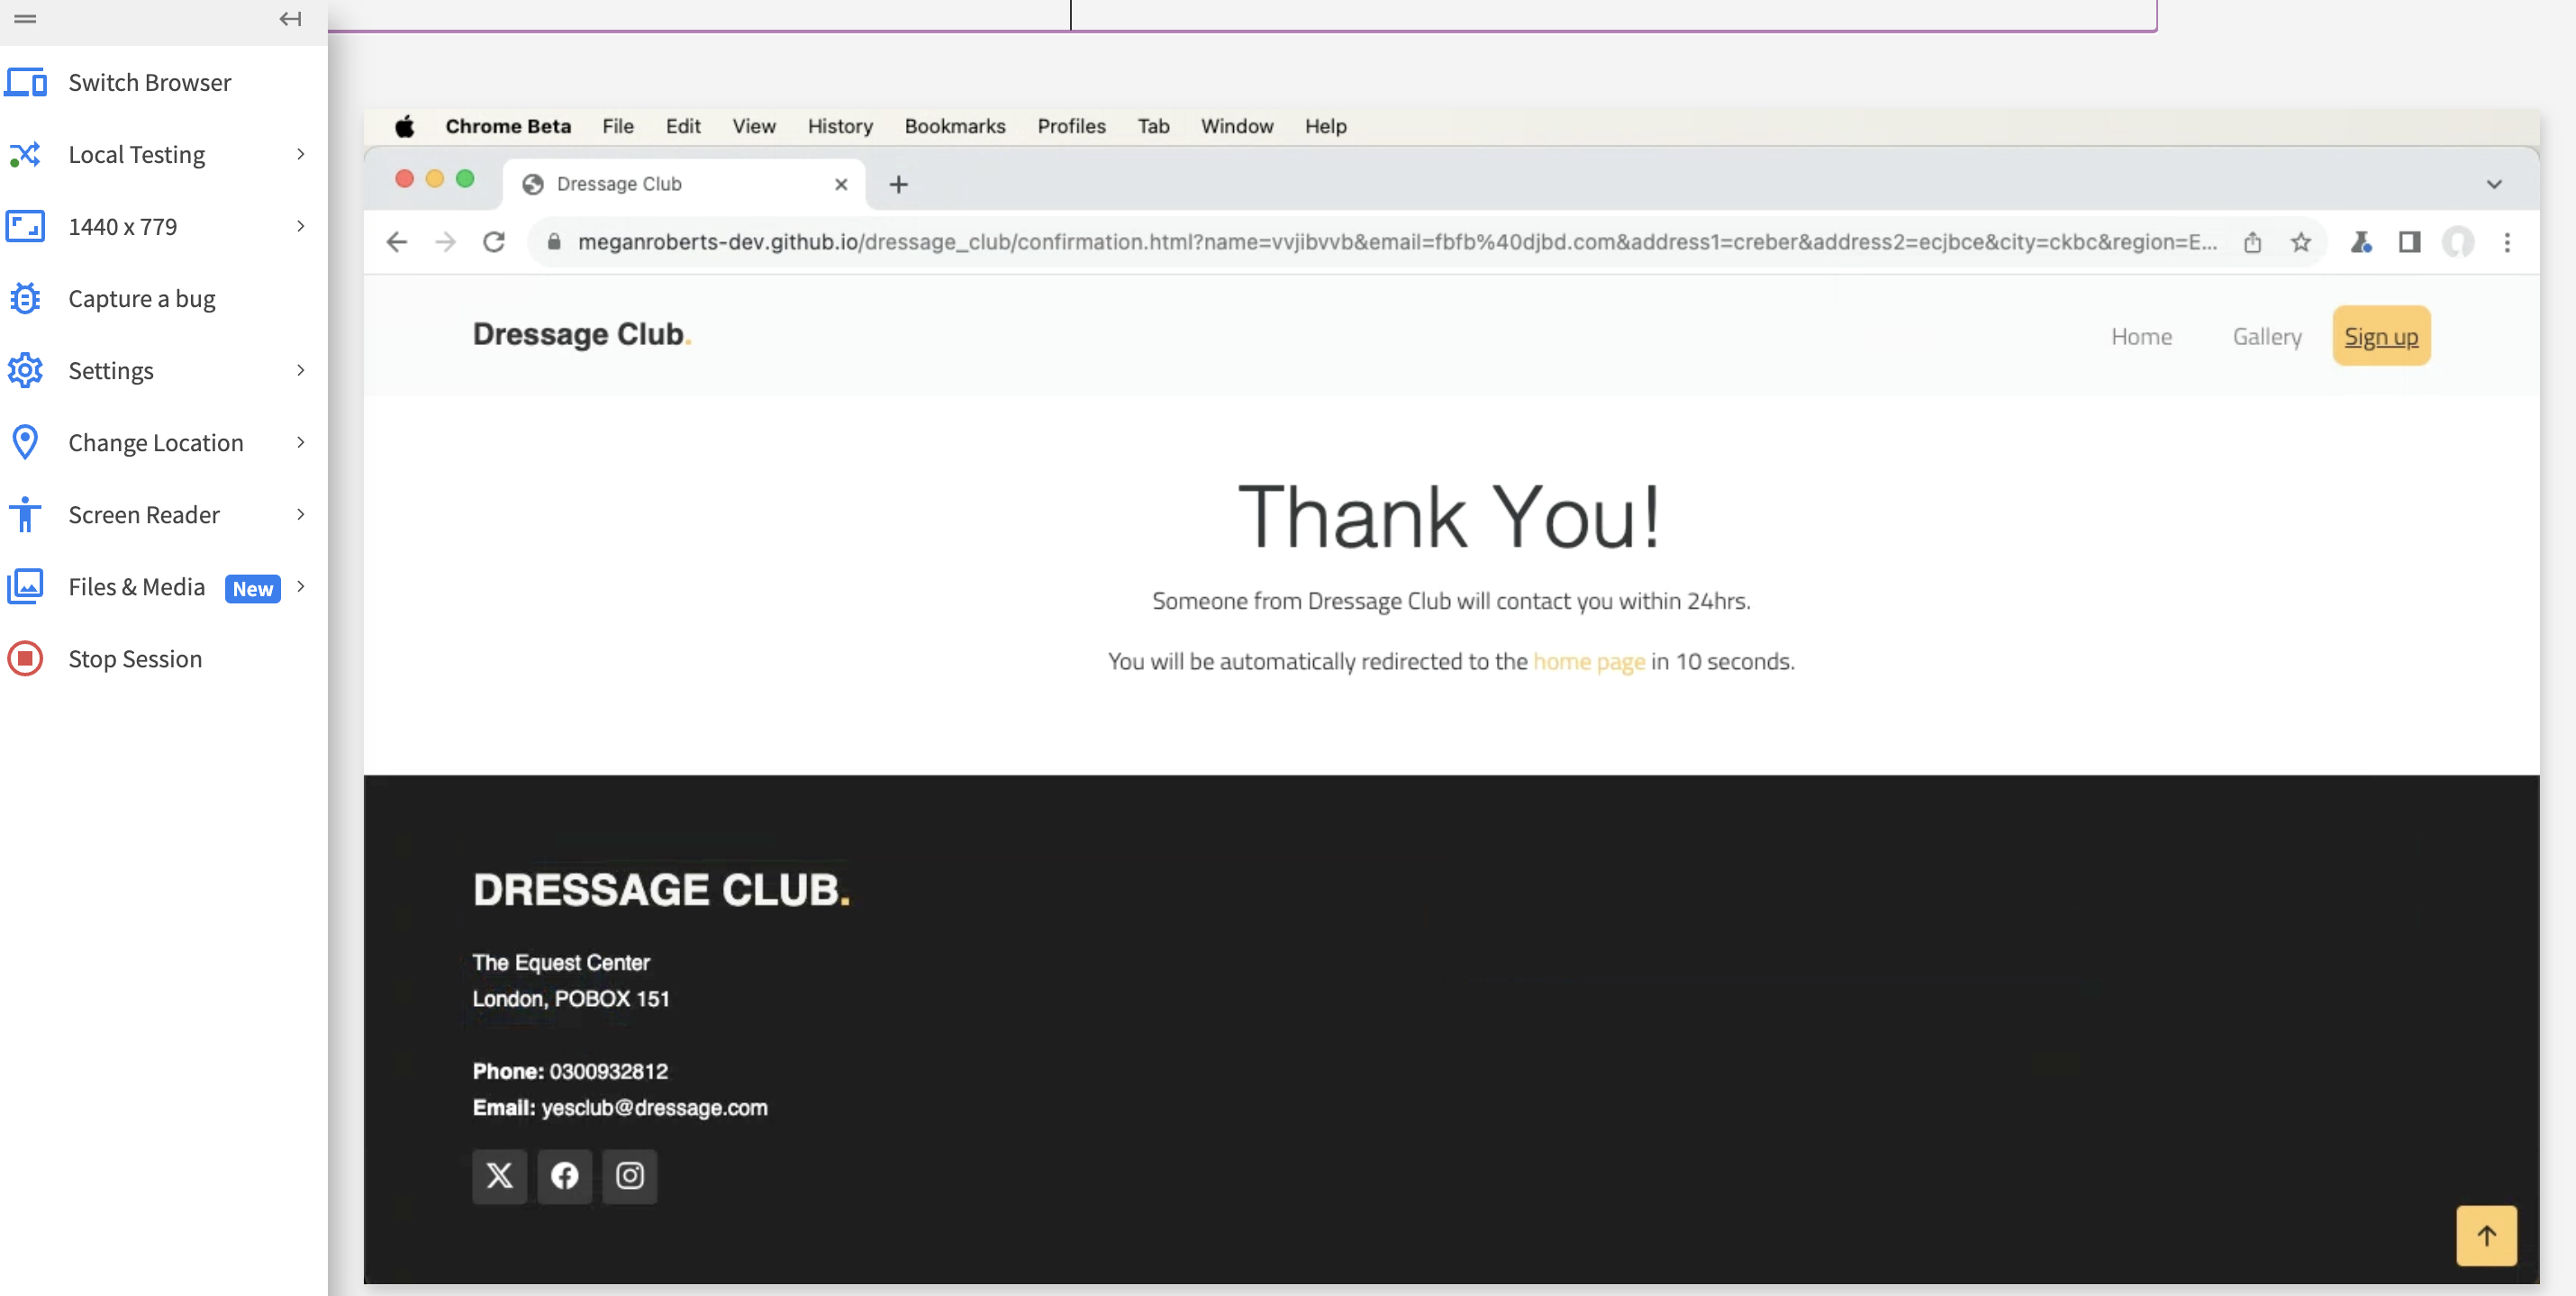 Switch Browser
Local Testing
1440 x 779
Capture a bug
Settings
Change Location
Screen Reader
Files & Media New
Stop Session
Chrome Beta File Edit View History Bookmarks Profiles Tab Window Help
Dressage Club
meganroberts-dev.github.io/dressage_club/confirmation.html?name=vvjibvvb&email=fbfb%40djbd.com&address1=creber&address2=ecjbce&city=ckbc&region=E...
Dressage Club.
Home Gallery Sign up
Thank You!
Someone from Dressage Club will contact you within 24hrs.
You will be automatically redirected to the home page in 10 seconds.
DRESSAGE CLUB.
The Equest Center
London, POBOX 151
Phone: 0300932812
Email: yesclub@dressage.com